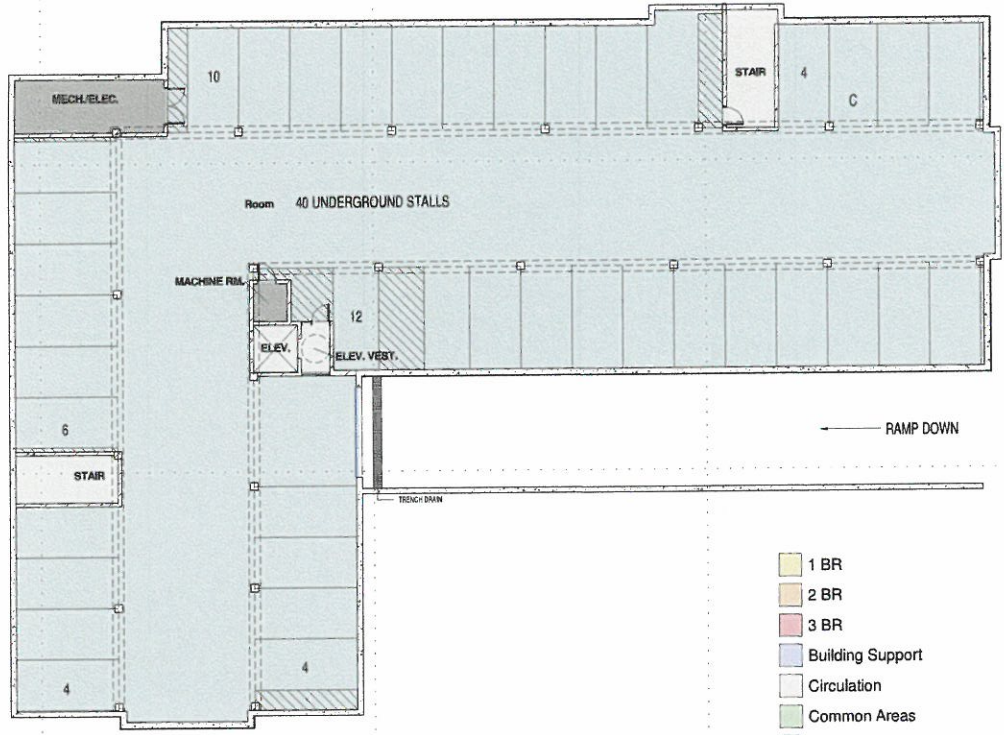 10
STAIR
4
MECH./ELEC.
C
Room 40 UNDERGROUND STALLS
MACHINE RM.
12
ELEV.
ELEV. VEST.
6
RAMP DOWN
STAIR
TRENCH DRAIN
1 BR
2 BR
3 BR
Building Support
4
4
Circulation
Common Areas